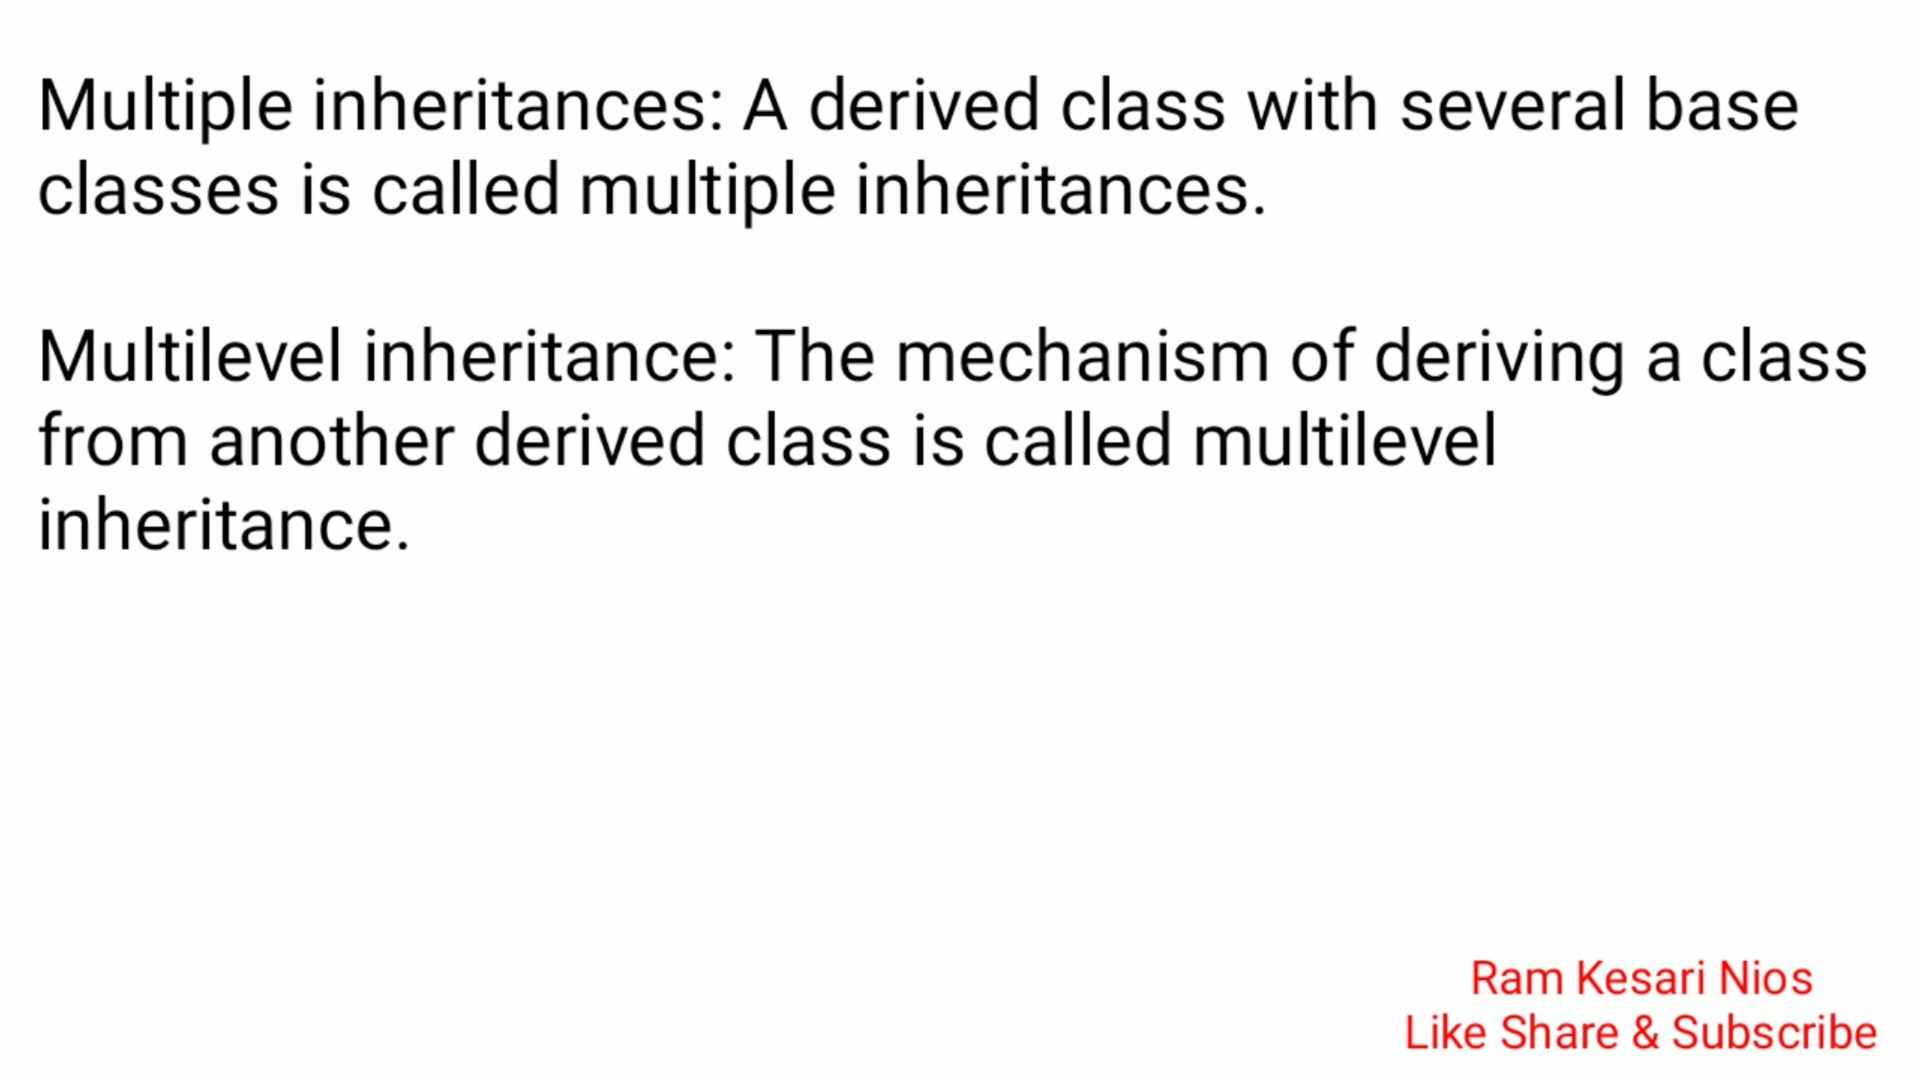 Multiple inheritances: A derived class with several base
classes is called multiple inheritances.
Multilevel inheritance: The mechanism of deriving a class
from another derived class is called multilevel
inheritance.
Ram Kesari Nios
Like Share & Subscribe